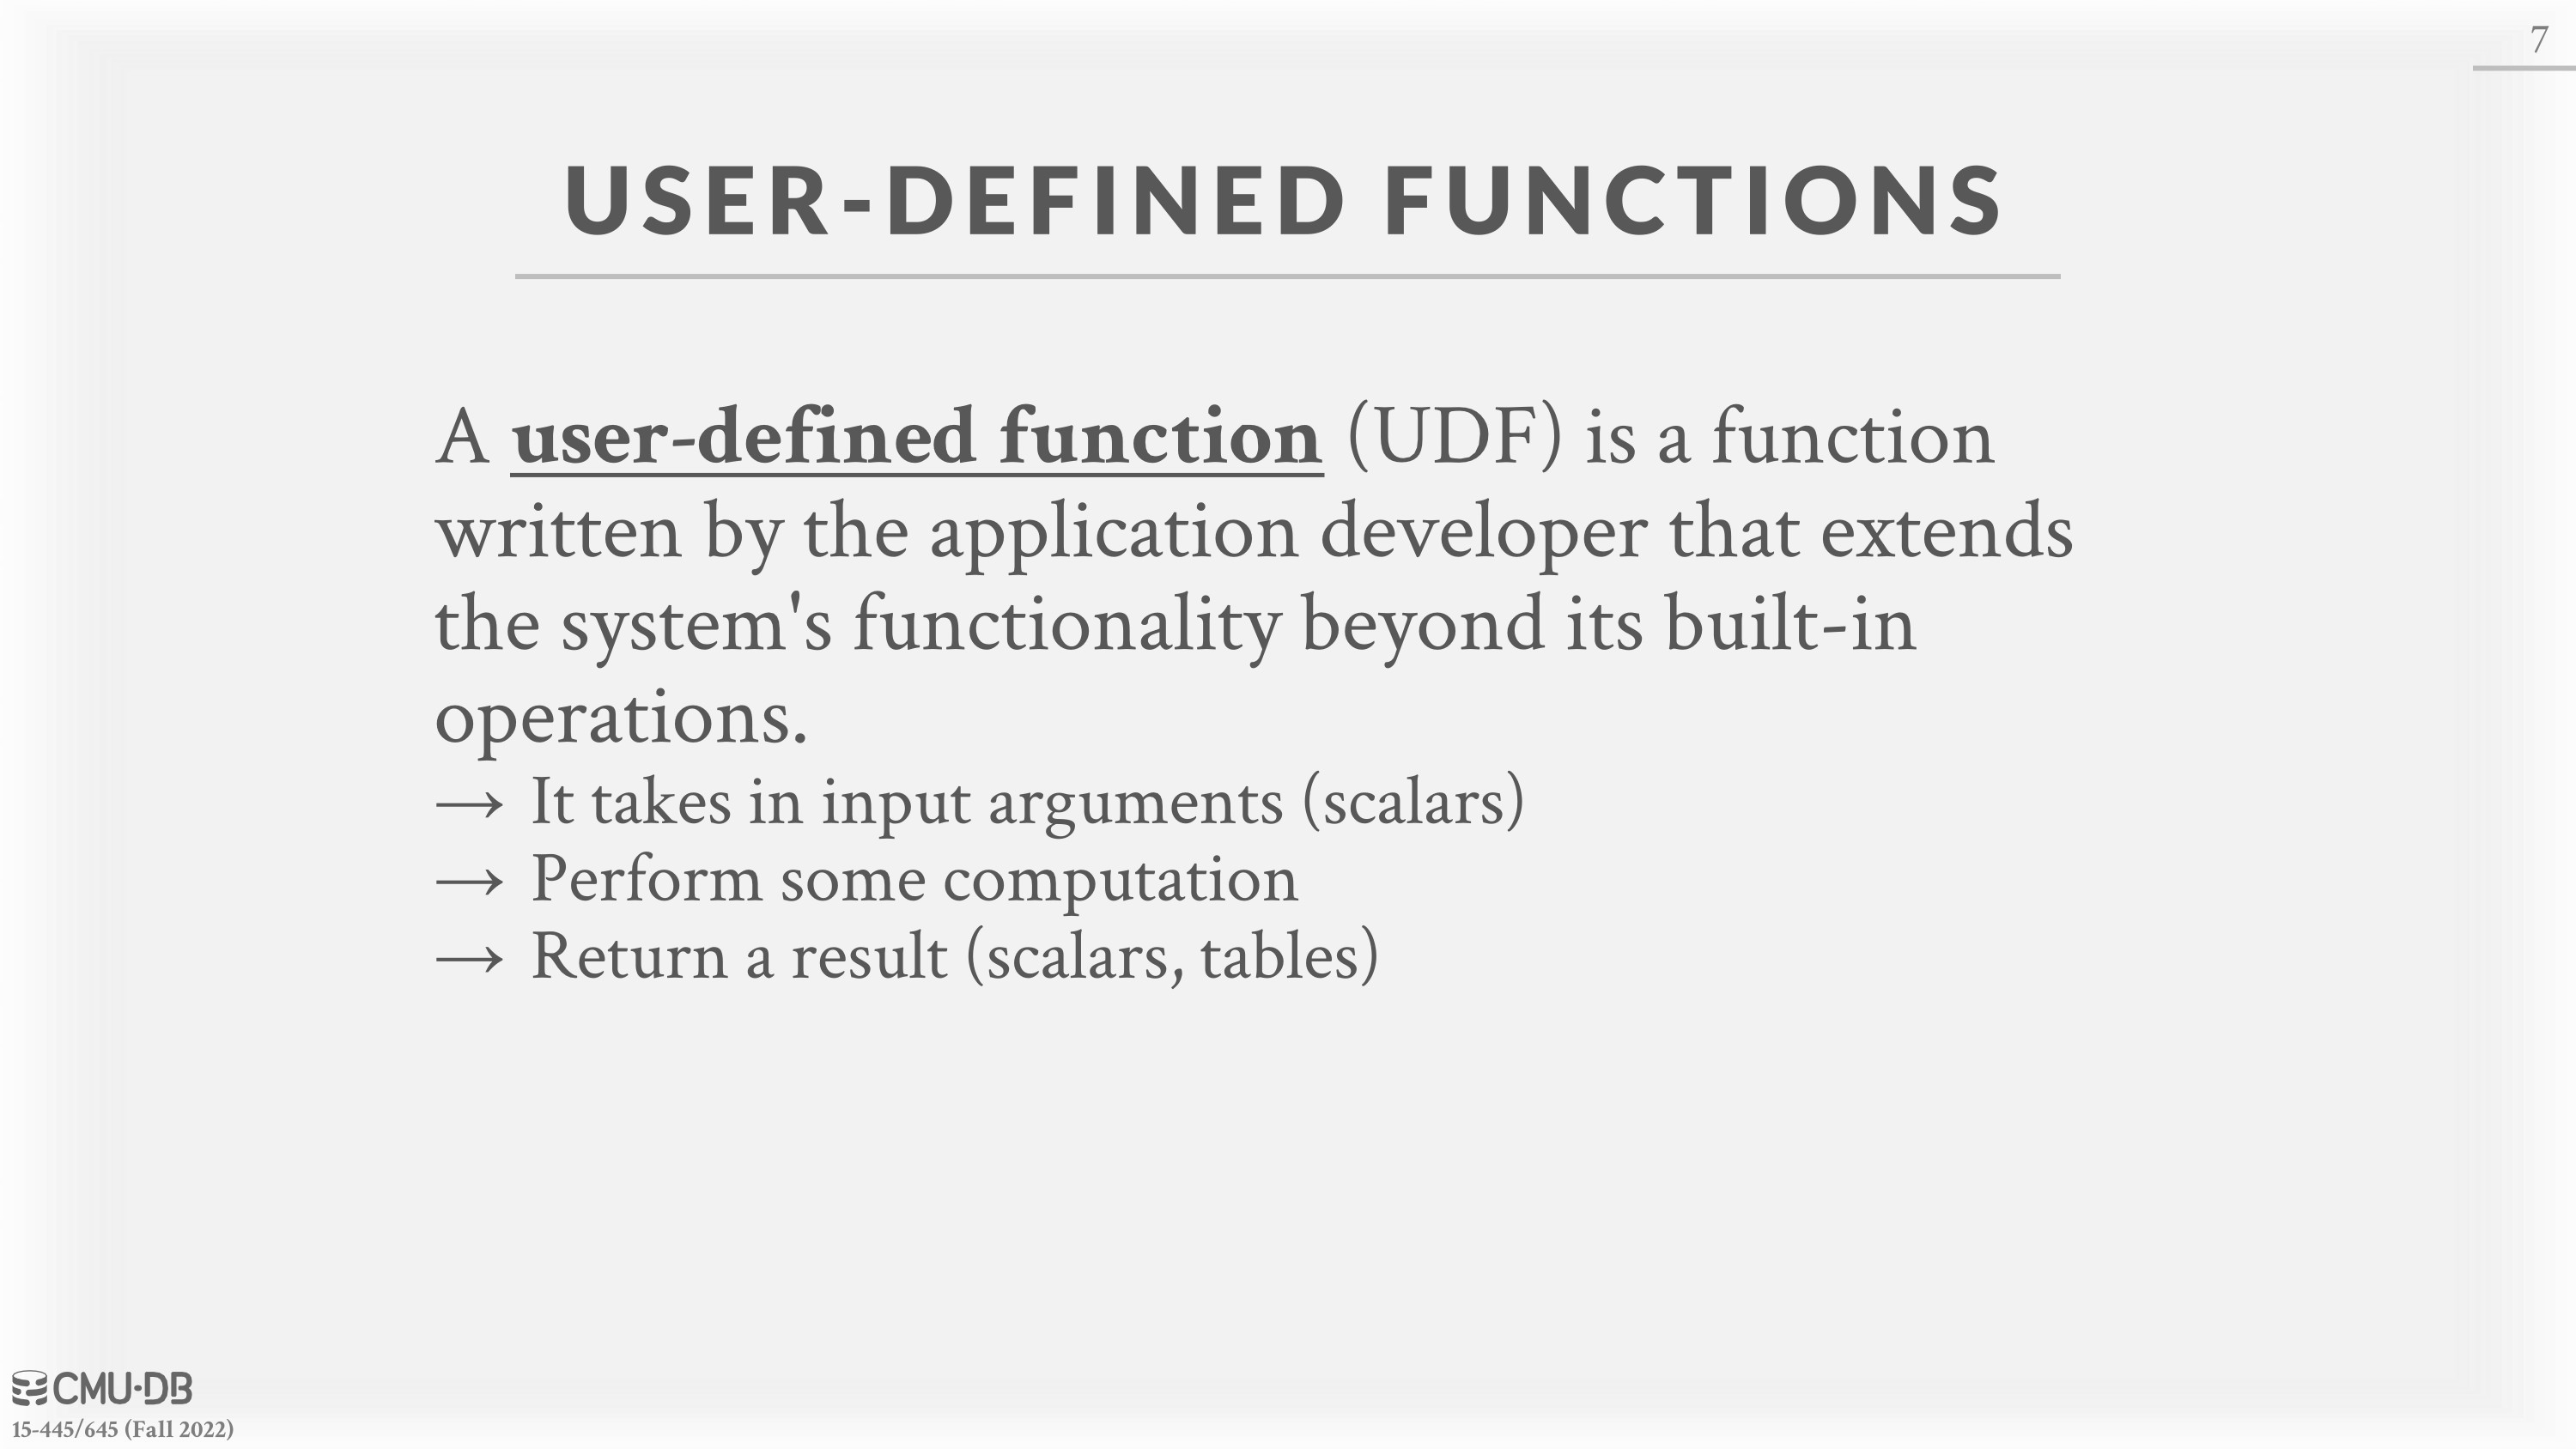 7
USER-DEFINED FUNCTIONS
A user-defined function (UDF) is a function
written by the application developer that extends
the system's functionality beyond its built-in
operations.
→ It takes in input arguments (scalars)
→ Perform some computation
→ Return a result (scalars, tables)
CMU·DB
15-445/645 (Fall 2022)